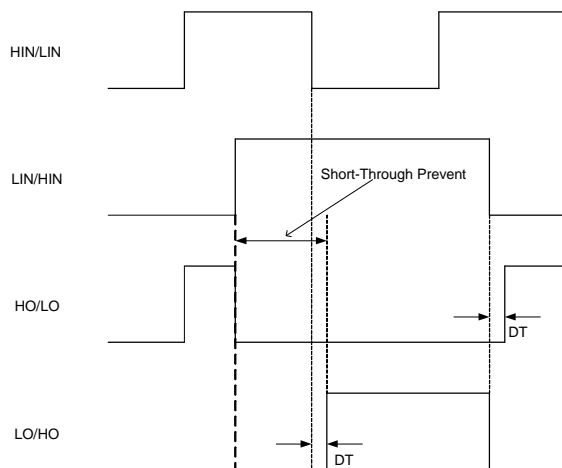 HIN/LIN
LIN/HIN
Short-Through Prevent
HO/LO
DT
LO/HO
DT